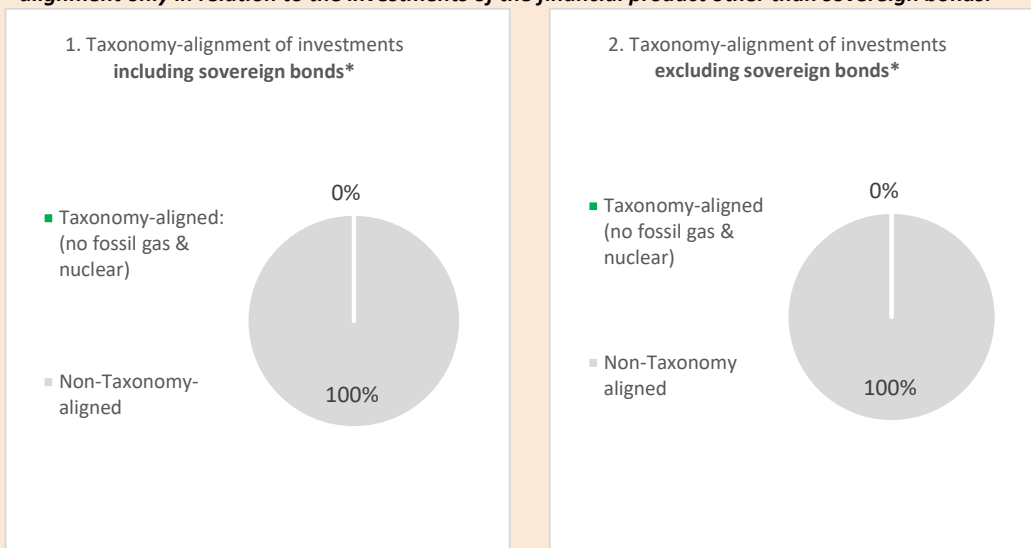 alignment only in relation to the investments of the financial product other than sovereign bonds.
1. Taxonomy-alignment of investments
including sovereign bonds*
0%
Taxonomy-aligned:
(no fossil gas &
nuclear)
Non-Taxonomy-
aligned
100%
2. Taxonomy-alignment of investments
excluding sovereign bonds*
0%
Taxonomy-aligned
(no fossil gas &
nuclear)
Non-Taxonomy
aligned
100%